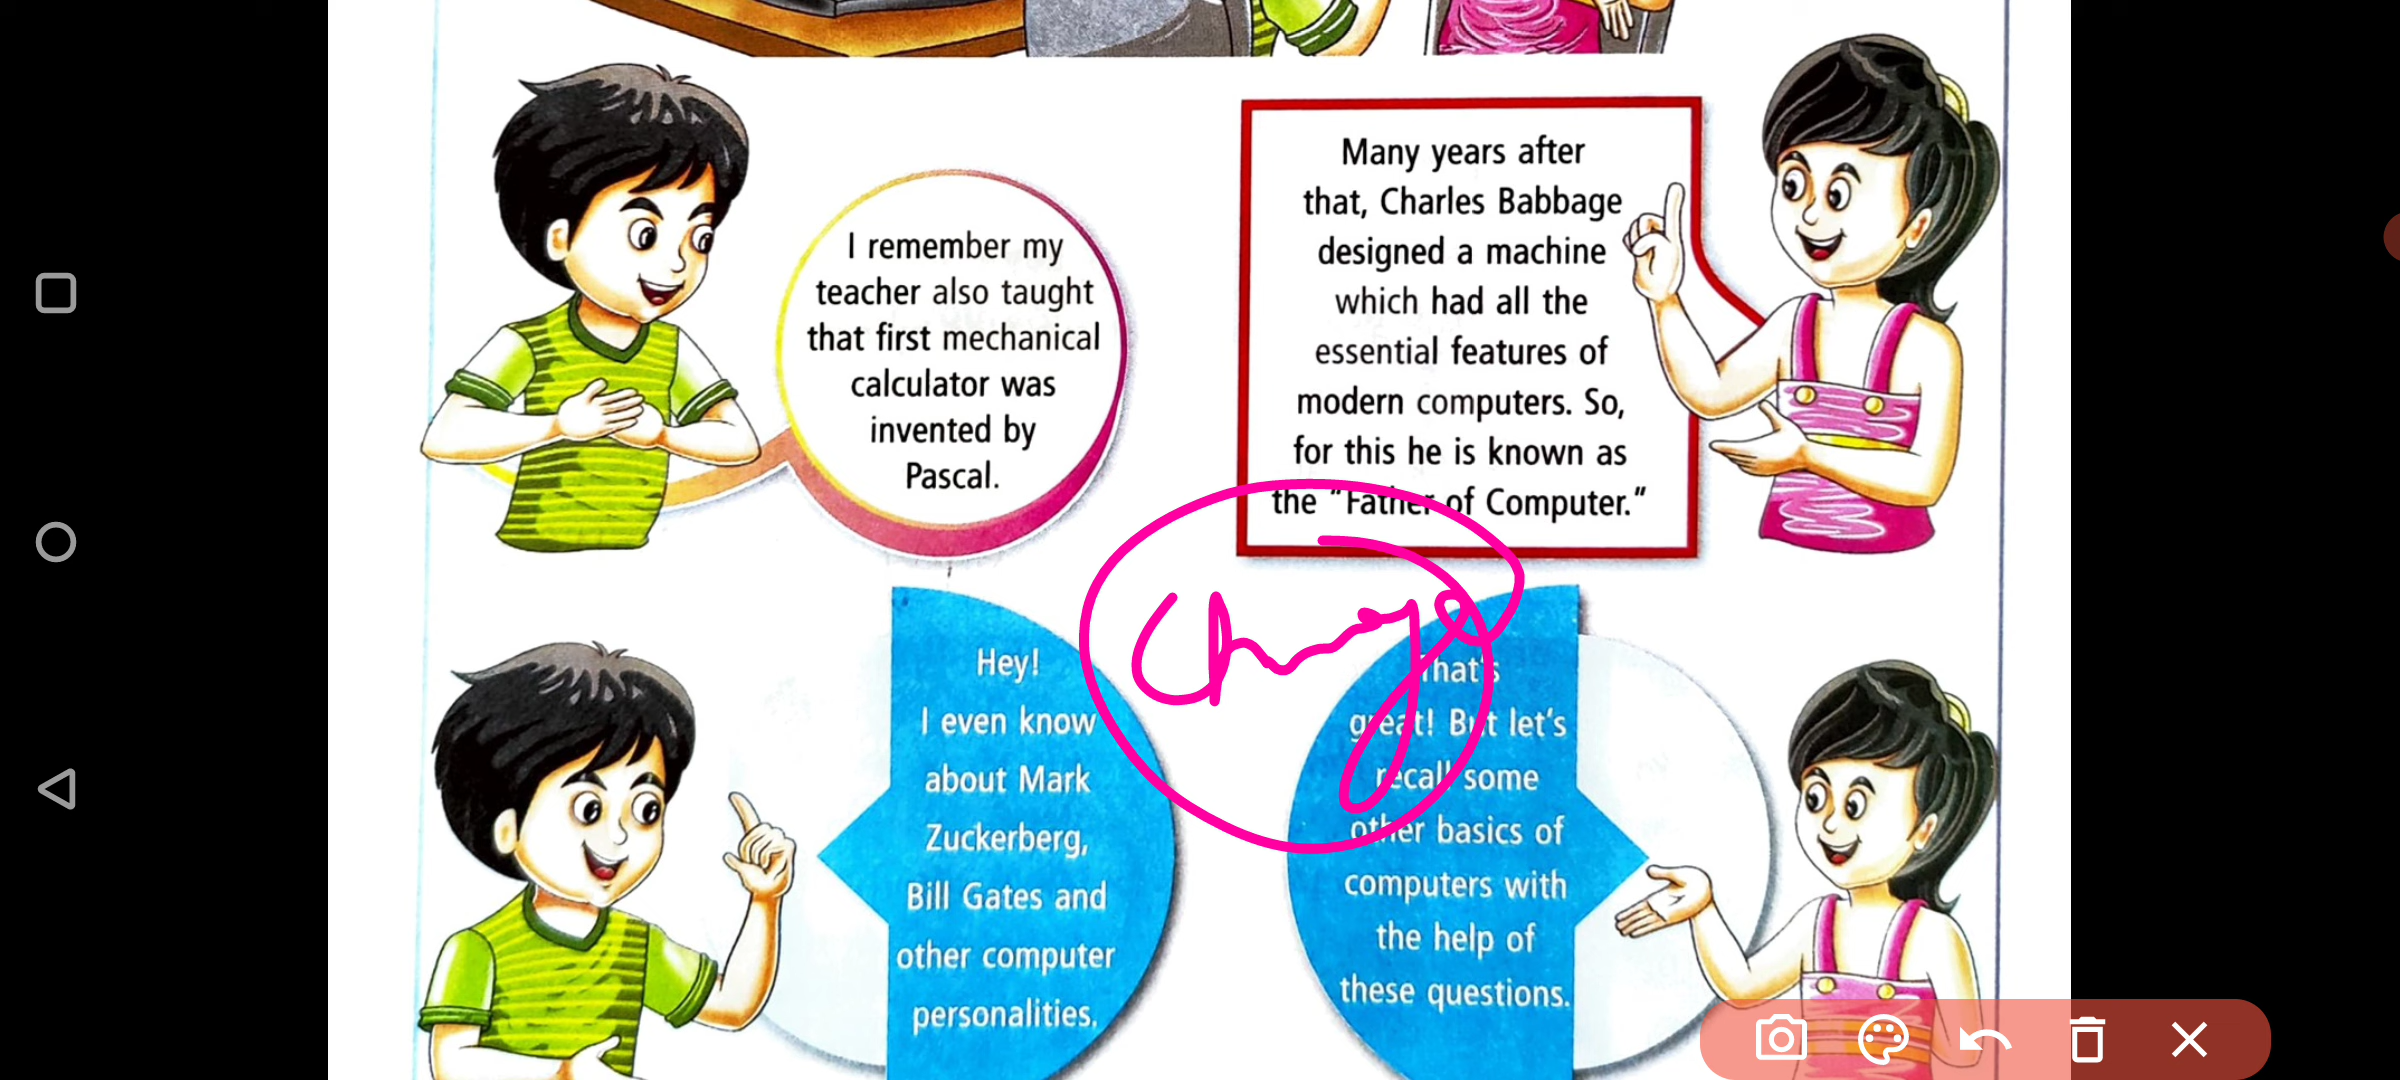 I remember my
teacher also taught
that first mechanical
calculator was
invented by
Pascal.
Many years after
that, Charles Babbage
designed a machine
which had all the
essential features of
modern computers. So,
for this he is known as
the “Father of Computer.”
Change
Hey!
I even know
about Mark
Zuckerberg,
Bill Gates and
other computer
personalities.
That's
great! But let's
recall some
other basics of
computers with
the help of
these questions.